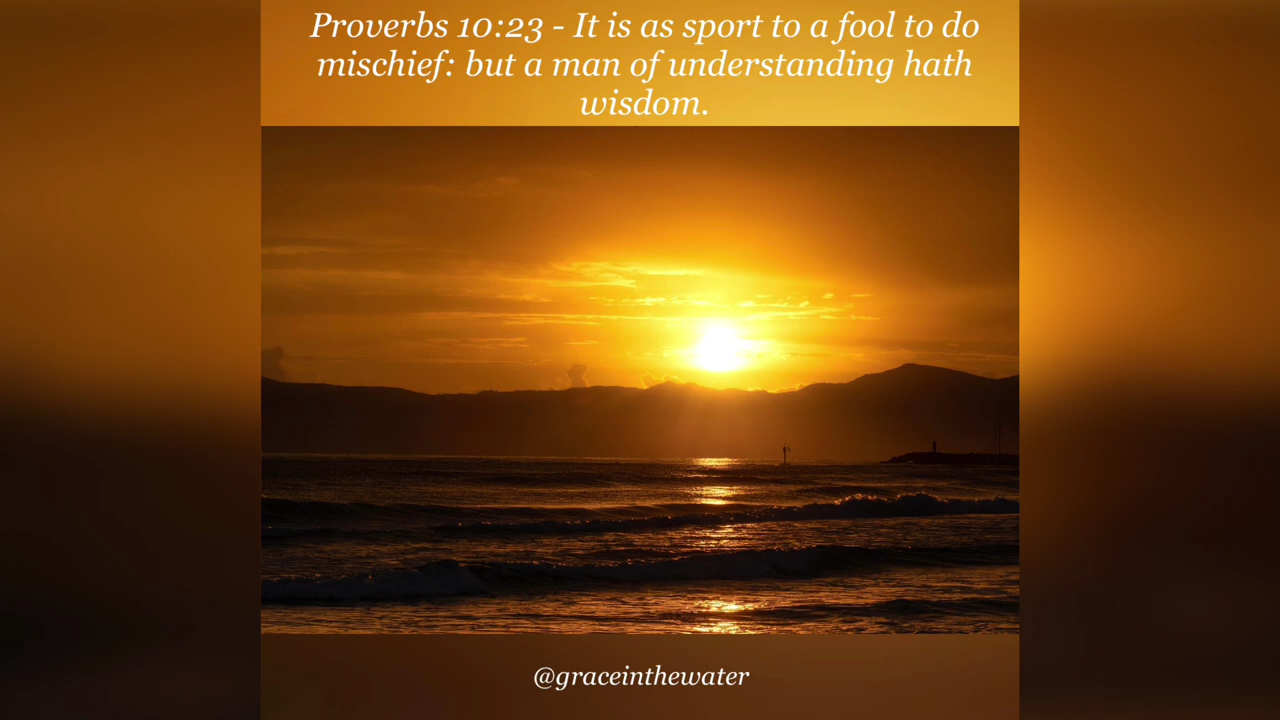 Proverbs 10:23 - It is as sport to a fool to do
mischief: but a man of understanding hath
wisdom.
@graceinthewater